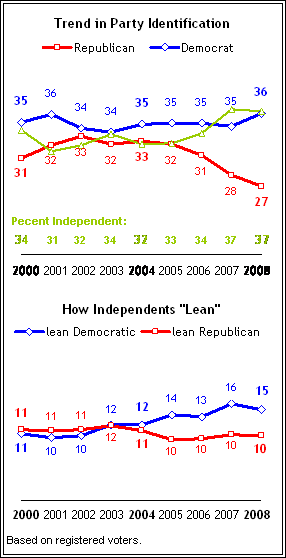 Trend in Party Identification
Republican Democrat
35 36 34 34 35 35 35 35 36
31 32 33 32 33 32 31 28 27
Pecent Independent:
34 31 32 34 33 34 37 37
2000 2001 2002 2003 2004 2005 2006 2007 2008
How Independents "Lean"
lean Democratic lean Republican
11 11 11 12 12 14 13 16 15
11 10 10 12 11 10 10 10 10
2000 2001 2002 2003 2004 2005 2006 2007 2008
Based on registered voters.